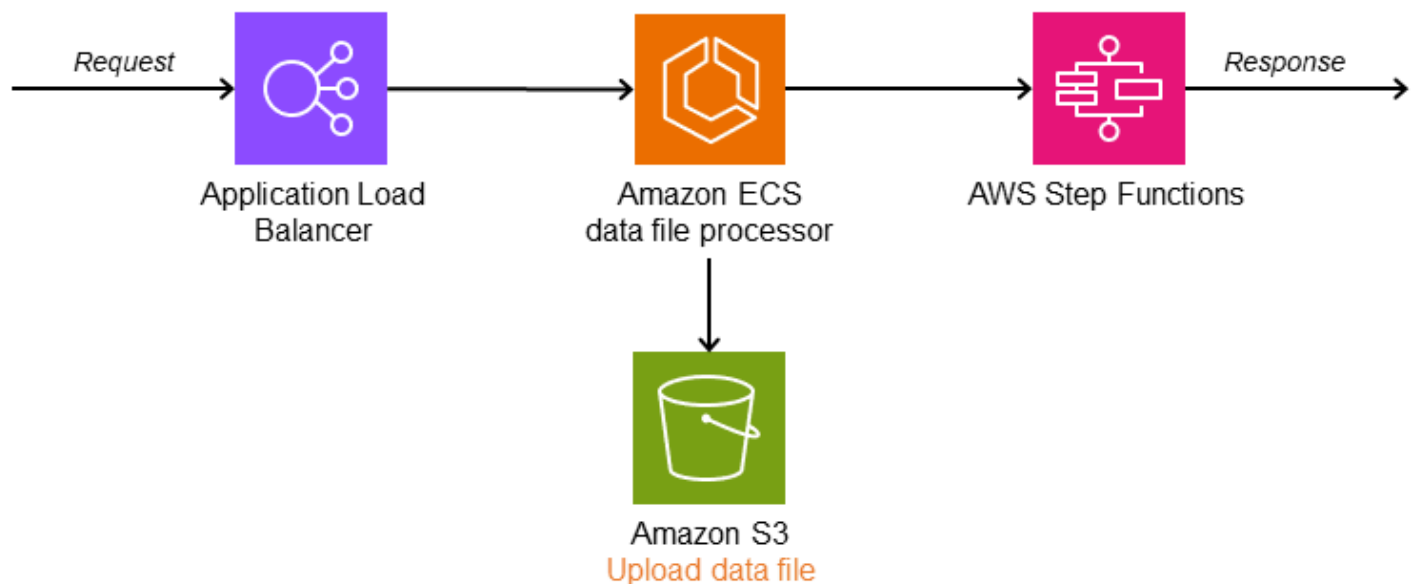 Request
Response
Application Load
Balancer
Amazon ECS
data file processor
AWS Step Functions
Amazon S3
Upload data file